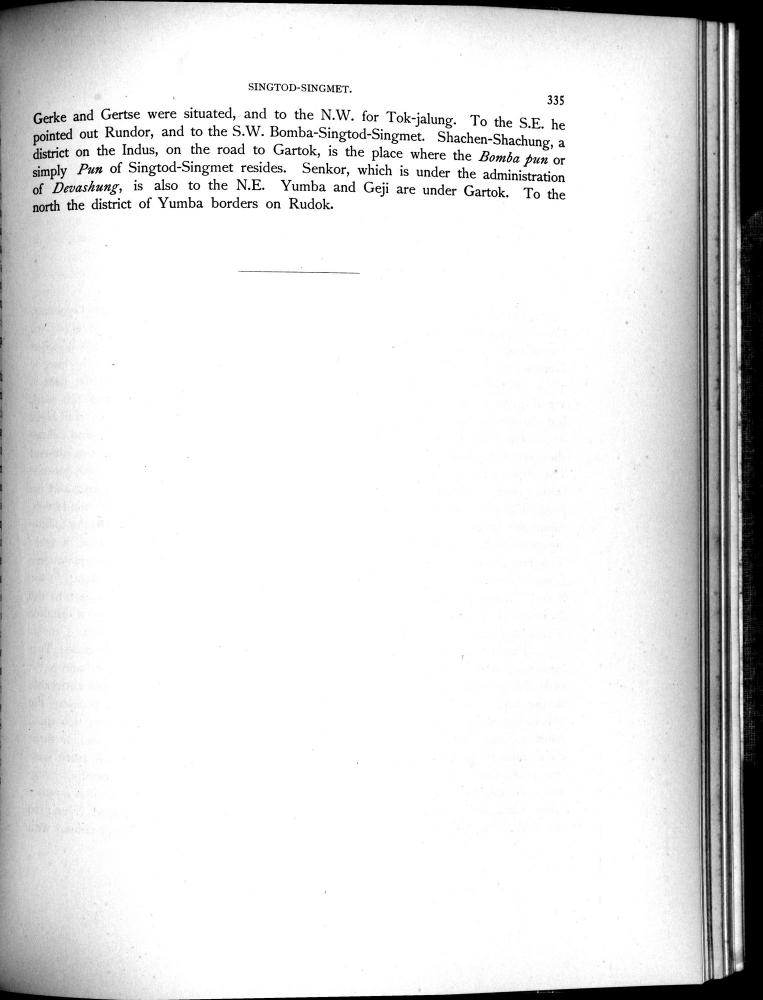 SINGTOD-SINGMET.
335
Gerke and Gertse were situated, and to the N.W. for Tok-jalung. To the S.E. he
pointed out Rundor, and to the S.W. Bomba-Singtod-Singmet. Shachen-Shachung, a
district on the Indus, on the road to Gartok, is the place where the Bomba pun or
simply Pun of Singtod-Singmet resides. Senkor, which is under the administration
of Devashung, is also to the N.E. Yumba and Geji are under Gartok. To the
north the district of Yumba borders on Rudok.